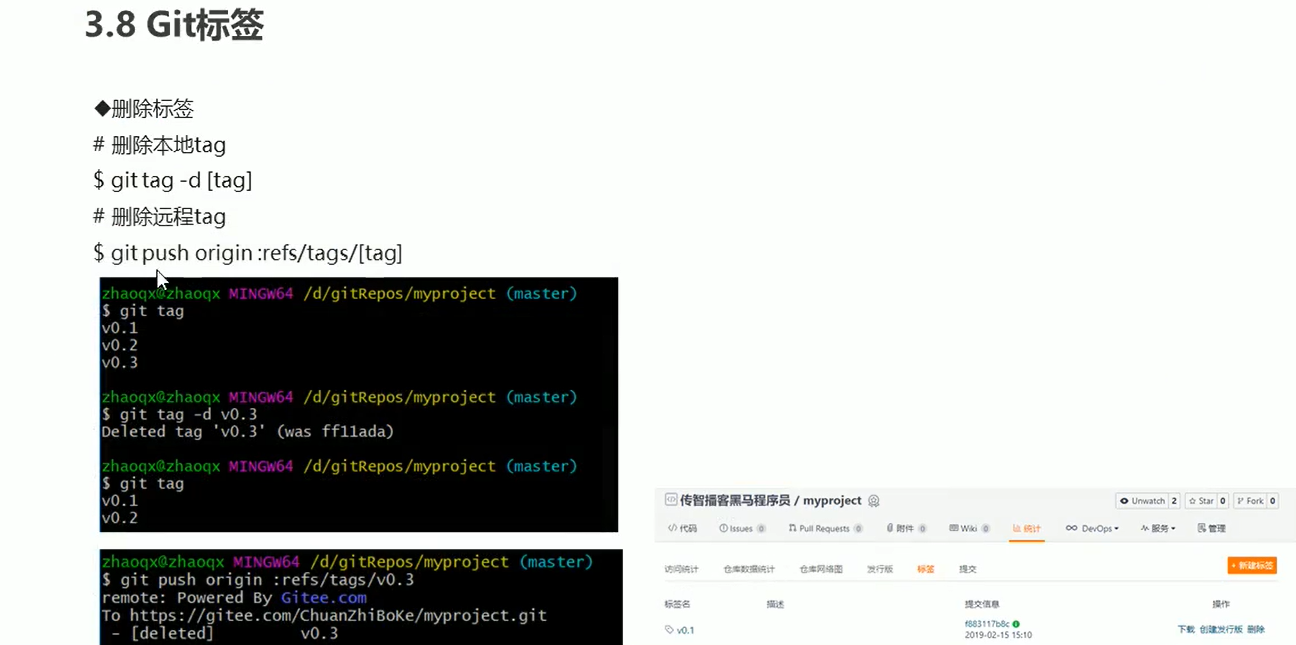 3.8 Git标签
◆删除标签
# 删除本地tag
$ git tag -d [tag]
# 删除远程tag
$ git push origin :refs/tags/[tag]
zhaoqx@zhaoqx MINGW64 /d/gitRepos/myproject (master)
$ git tag
v0.1
v0.2
v0.3
zhaoqx@zhaoqx MINGW64 /d/gitRepos/myproject (master)
$ git tag -d v0.3
Deleted tag 'v0.3' (was ff11ada)
zhaoqx@zhaoqx MINGW64 /d/gitRepos/myproject (master)
$ git tag
v0.1
v0.2
zhaoqx@zhaoqx MINGW64 /d/gitRepos/myproject (master)
$ git push origin :refs/tags/v0.3
remote: Powered By Gitee.com
To https://gitee.com/ChuanZhiBoKe/myproject.git
- [deleted] v0.3
传智播客黑马程序员 / myproject Unwatch 2 Star 0 Fork 0
代码 Issues 0 Pull Requests 0 附件 0 Wiki 0 统计 DevOps 服务 管理
访问统计 仓库数据统计 仓库网络图 发行版 标签 提交 + 新建标签
标签名 描述 提交信息 操作
v0.1 f883117b8c 下载 创建发行版 删除
2019-02-15 15:10